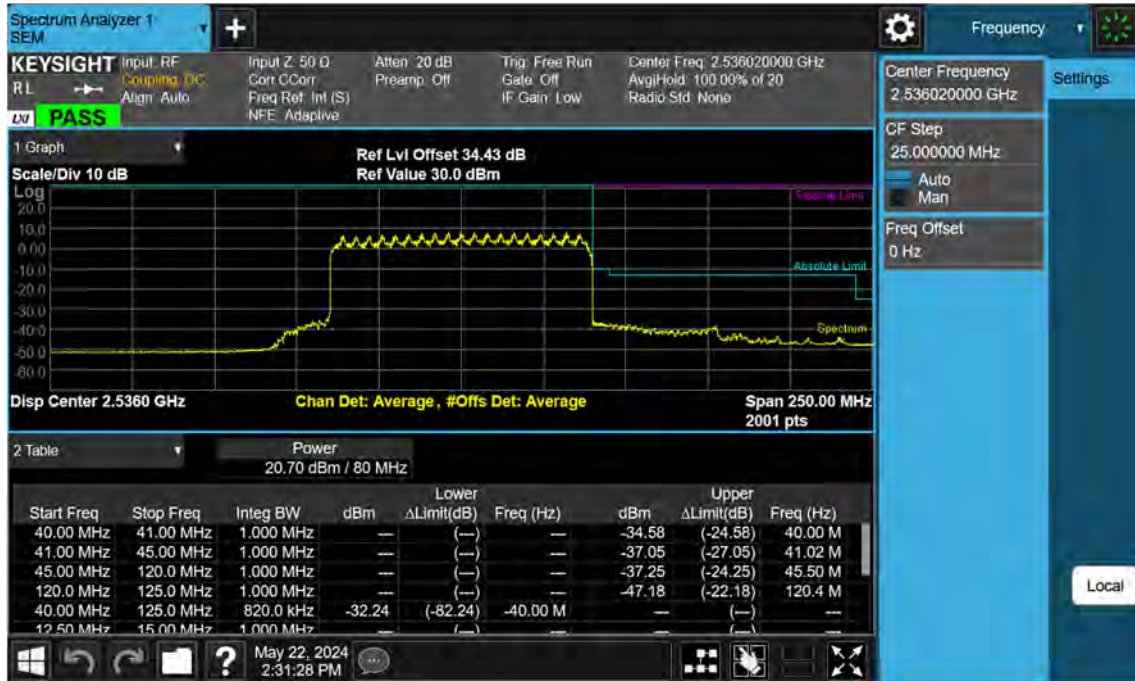 Spectrum Analyzer 1
SEM
+
Frequency
KEYSIGHT
RL
LXI
PASS
Input: RF
Coupling: DC
Align: Auto
Input Z: 50 Ω
Corr CCorr
Freq Ref: Int (S)
NFE: Adaptive
Atten: 20 dB
Preamp: Off
Trig: Free Run
Gate: Off
IF Gain: Low
Center Freq: 2.536020000 GHz
Avg|Hold: 100.00% of 20
Radio Std: None
Center Frequency
2.536020000 GHz
Settings
CF Step
25.000000 MHz
Auto
Man
Freq Offset
0 Hz
Local
1 Graph
Scale/Div 10 dB
Ref Lvl Offset 34.43 dB
Ref Value 30.0 dBm
Log
20.0
10.0
0.00
-10.0
-20.0
-30.0
-40.0
-50.0
-60.0
Relative Limit
Absolute Limit
Spectrum
Disp Center 2.5360 GHz
Chan Det: Average, #Offs Det: Average
Span 250.00 MHz
2001 pts
2 Table
Power
20.70 dBm / 80 MHz
Lower Upper
Start Freq Stop Freq Integ BW dBm ΔLimit(dB) Freq (Hz) dBm ΔLimit(dB) Freq (Hz)
40.00 MHz 41.00 MHz 1.000 MHz --- (---) --- -34.58 (-24.58) 40.00 M
41.00 MHz 45.00 MHz 1.000 MHz --- (---) --- -37.05 (-27.05) 41.02 M
45.00 MHz 120.0 MHz 1.000 MHz --- (---) --- -37.25 (-24.25) 45.50 M
120.0 MHz 125.0 MHz 1.000 MHz --- (---) --- -47.18 (-22.18) 120.4 M
40.00 MHz 125.0 MHz 820.0 kHz -32.24 (-82.24) -40.00 M --- (---) ---
12.50 MHz 15.00 MHz 1.000 MHz --- (---) --- --- (---) ---
?
May 22, 2024
2:31:28 PM